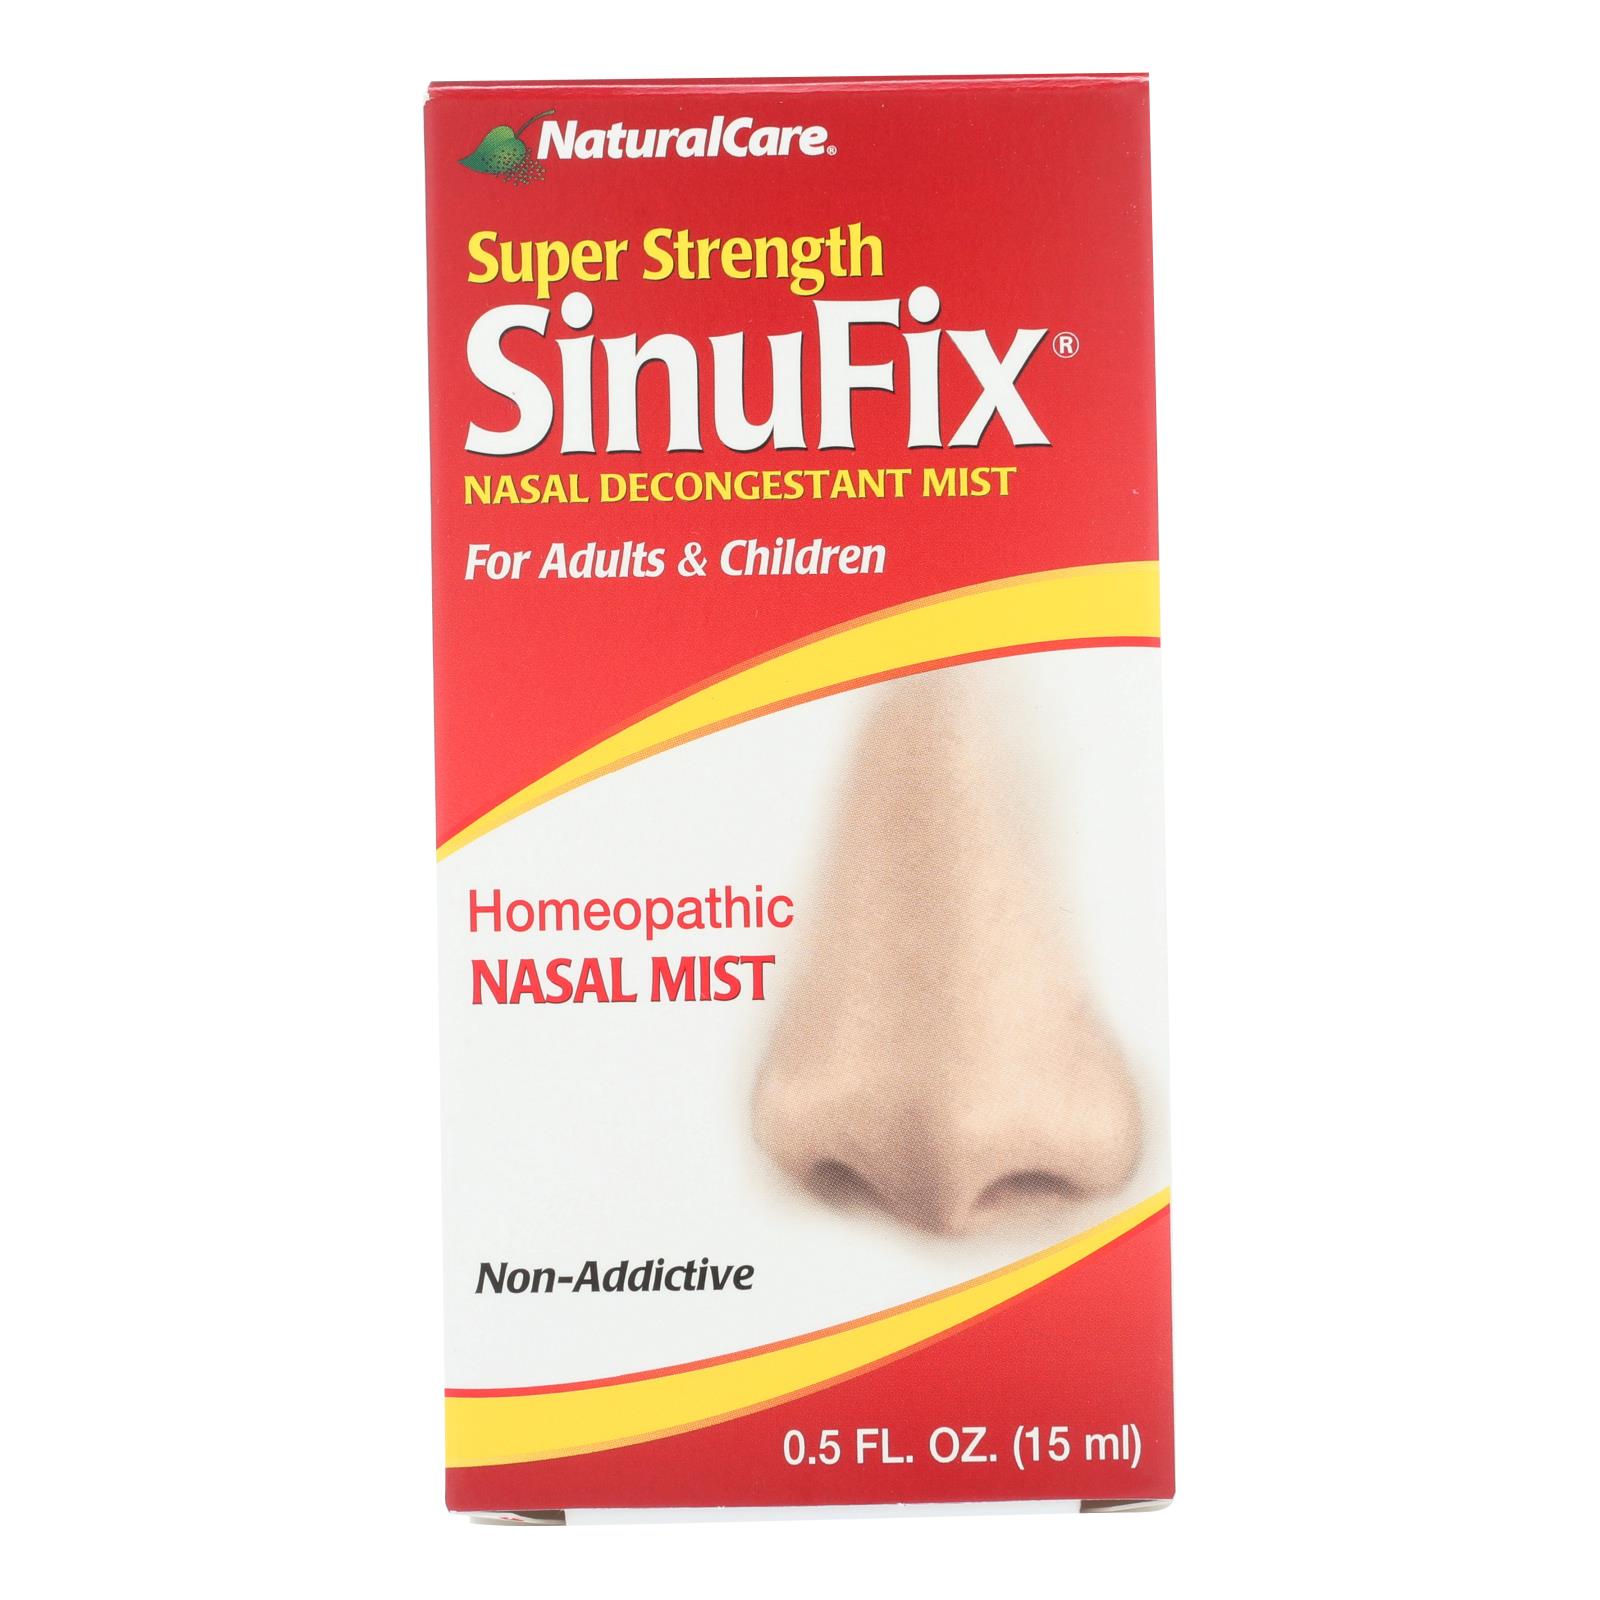 NaturalCare®
Super Strength
SinuFix®
NASAL DECONGESTANT MIST
For Adults & Children
Homeopathic
NASAL MIST
Non-Addictive
0.5 FL. OZ. (15 ml)